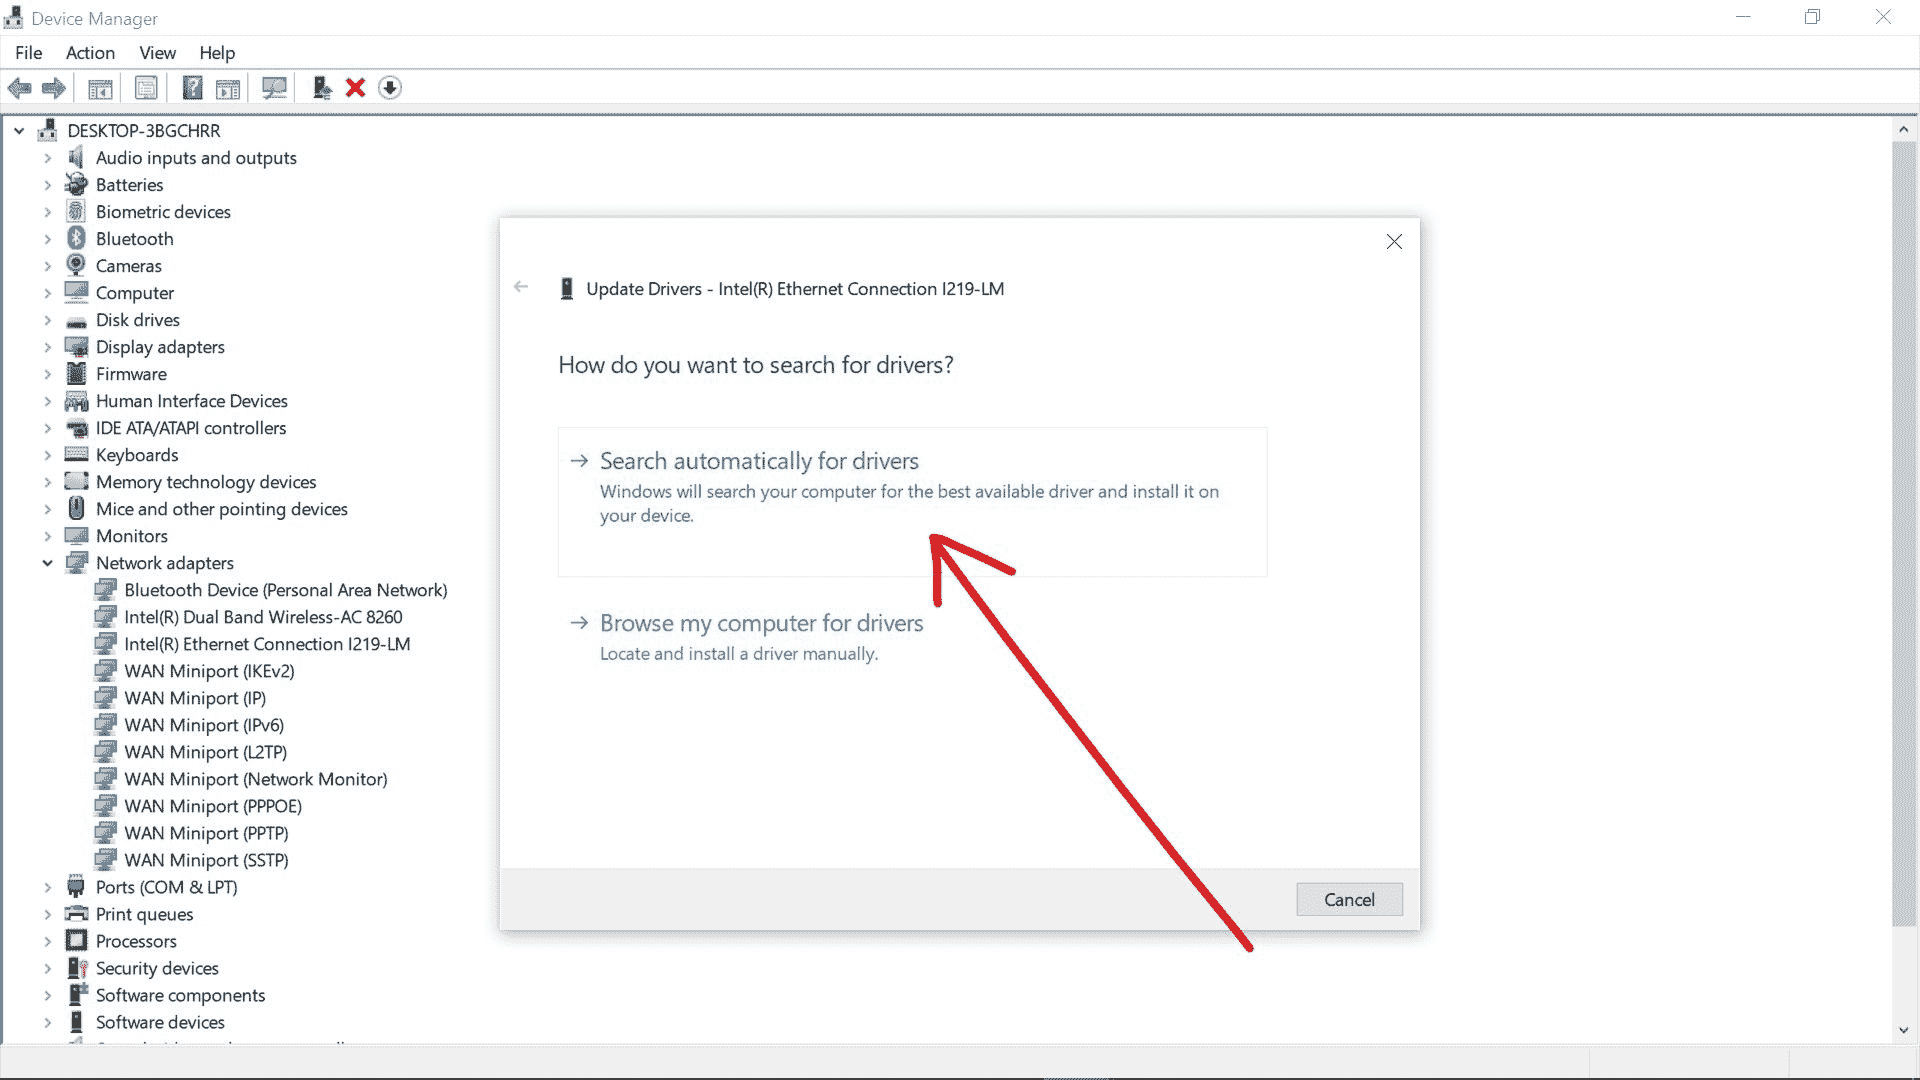 Device Manager
File Action View Help
DESKTOP-3BGCHRR
Audio inputs and outputs
Batteries
Biometric devices
Bluetooth
Cameras
Computer
Disk drives
Display adapters
Firmware
Human Interface Devices
IDE ATA/ATAPI controllers
Keyboards
Memory technology devices
Mice and other pointing devices
Monitors
Network adapters
Bluetooth Device (Personal Area Network)
Intel(R) Dual Band Wireless-AC 8260
Intel(R) Ethernet Connection I219-LM
WAN Miniport (IKEv2)
WAN Miniport (IP)
WAN Miniport (IPv6)
WAN Miniport (L2TP)
WAN Miniport (Network Monitor)
WAN Miniport (PPPOE)
WAN Miniport (PPTP)
WAN Miniport (SSTP)
Ports (COM & LPT)
Print queues
Processors
Security devices
Software components
Software devices
Update Drivers - Intel(R) Ethernet Connection I219-LM
How do you want to search for drivers?
Search automatically for drivers
Windows will search your computer for the best available driver and install it on
your device.
Browse my computer for drivers
Locate and install a driver manually.
Cancel